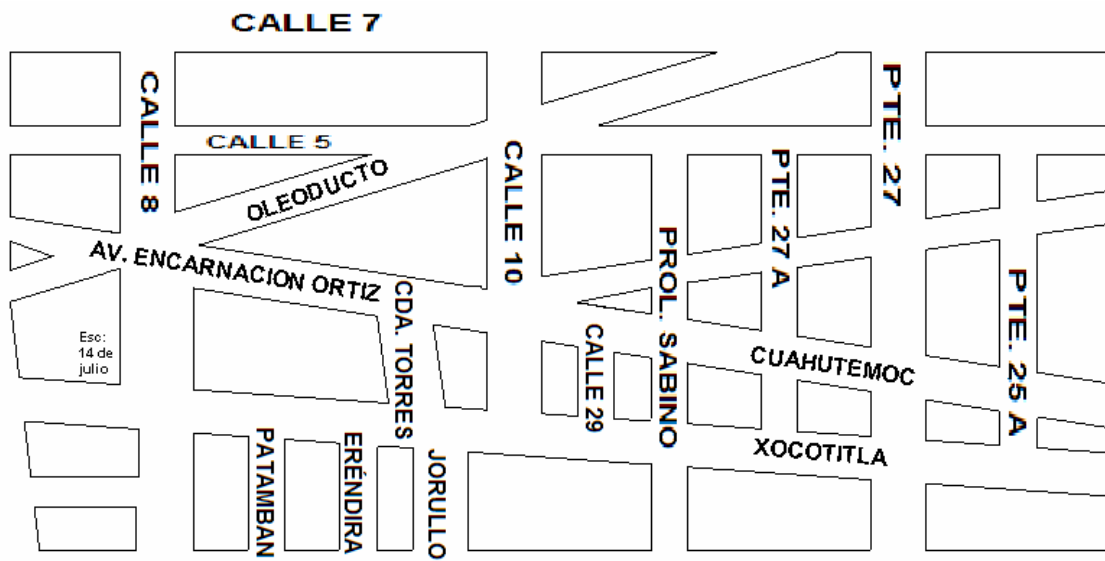 CALLE 7
CALLE 8
CALLE 5
OLEODUCTO
AV. ENCARNACION ORTIZ
CALLE 10
PTE. 27
PTE. 27 A
PROL. SABINO
PTE. 25 A
CDA. TORRES
CALLE 29
CUAHUTEMOC
XOCOTITLA
Esc:
14 de
julio
PATAMBAN
ERÉNDIRA
JORULLO